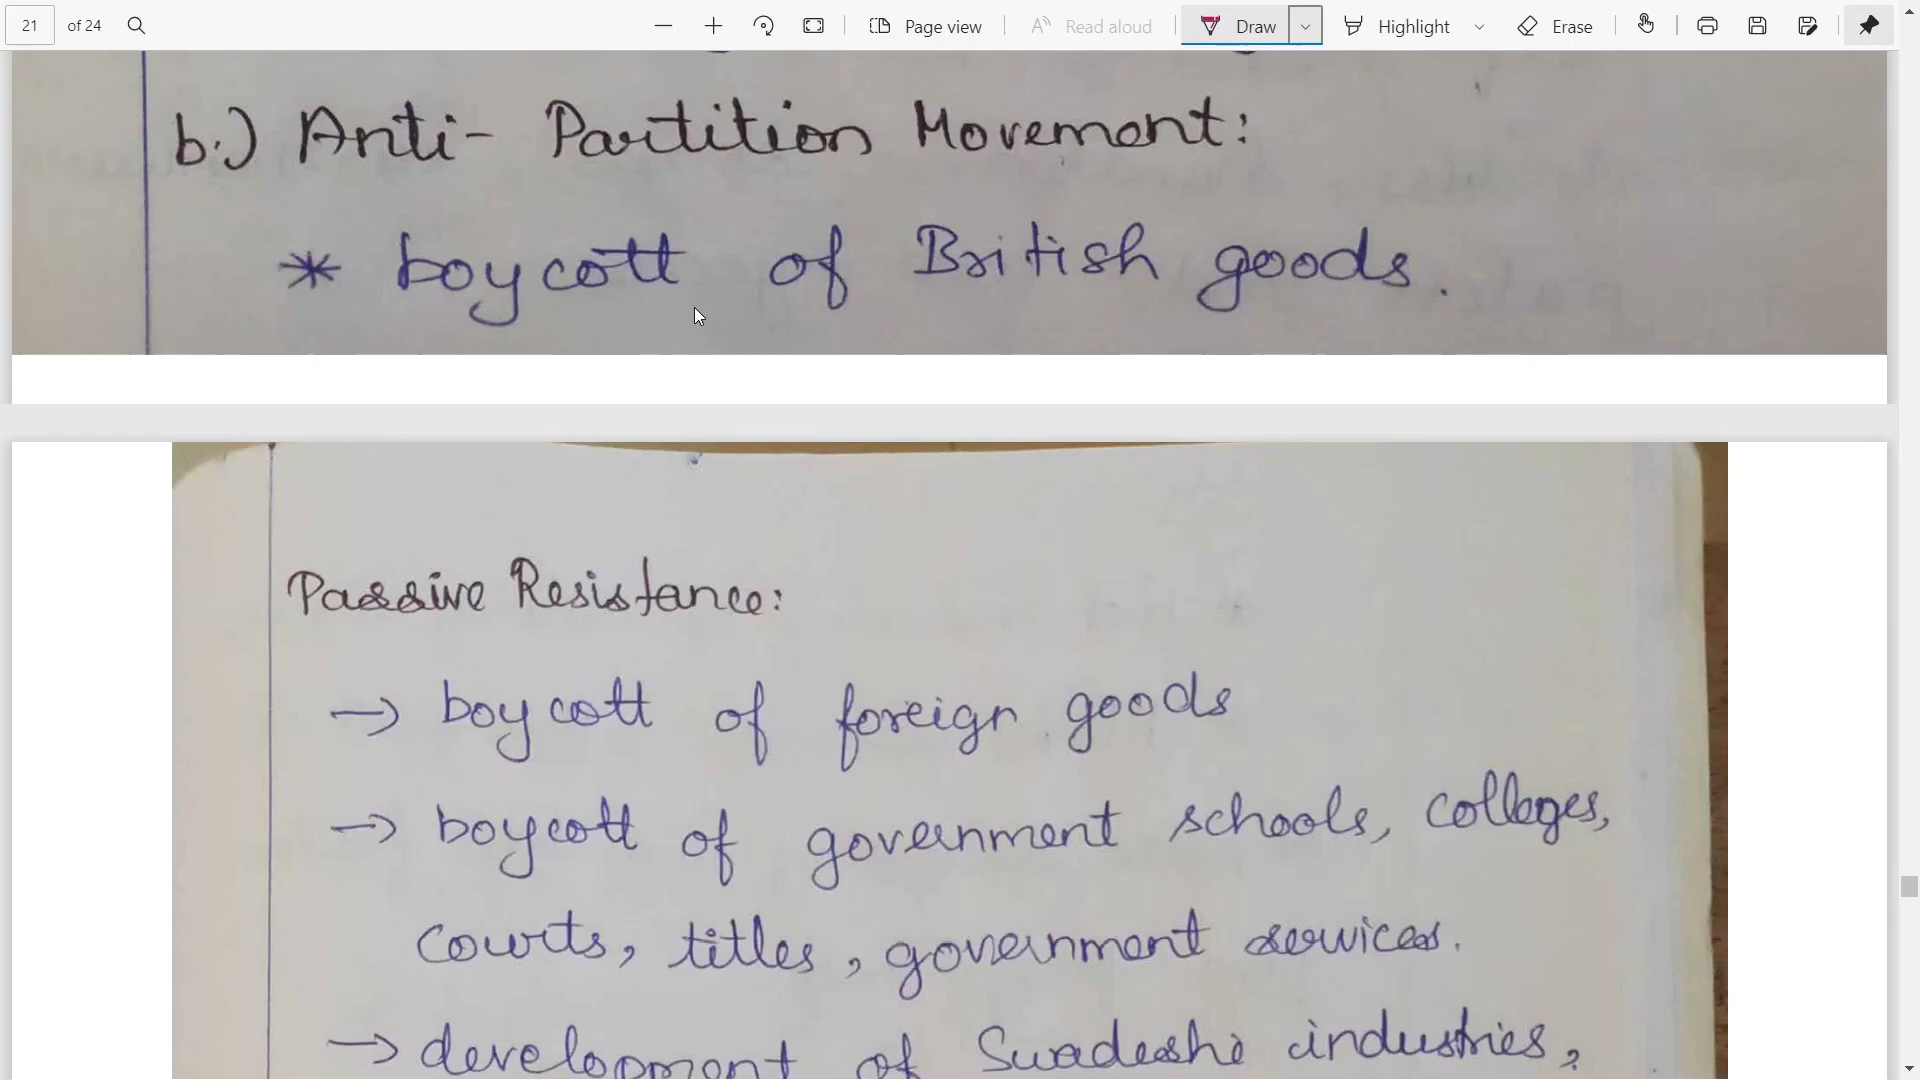 21 of 24 Page view Read aloud Draw Highlight Erase
b.) Anti- Partition Movement:
* boycott of British goods.
Passive Resistance:
→ boycott of foreign goods
→ boycott of government schools, colleges,
courts, titles, government services.
→ development of Swadeshi industries,